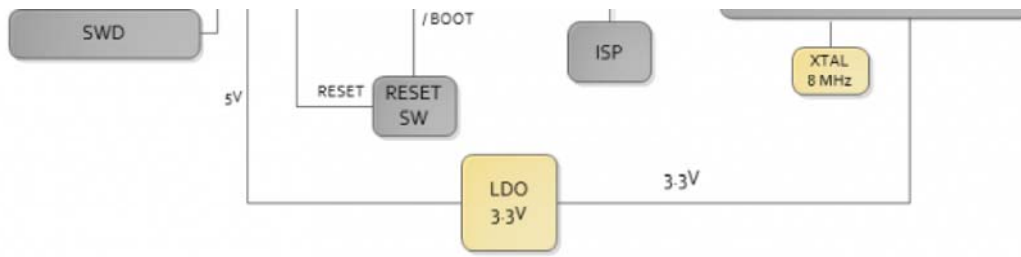 /BOOT
SWD
ISP
XTAL
8 MHz
5V
RESET
RESET
SW
3.3V
LDO
3.3V